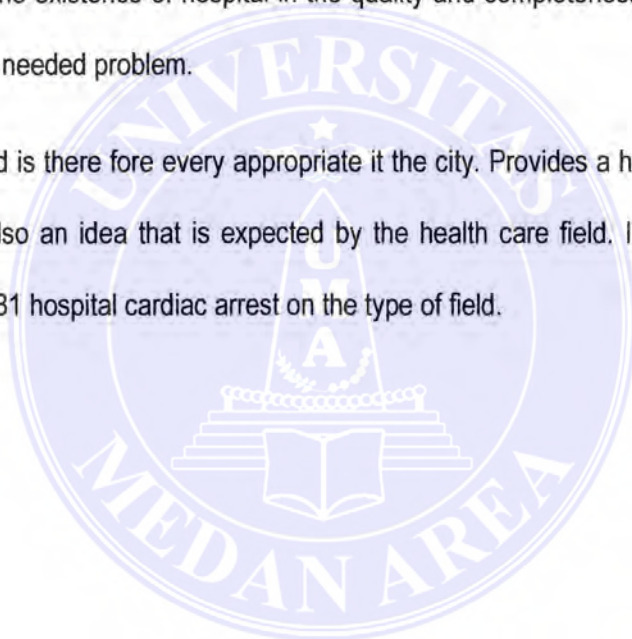 he existence of hospital in the quality and completeness
needed problem.
d is there fore every appropriate it the city. Provides a h
lso an idea that is expected by the health care field. I
31 hospital cardiac arrest on the type of field.
UNIVERSITAS
U
M
A
MEDAN AREA